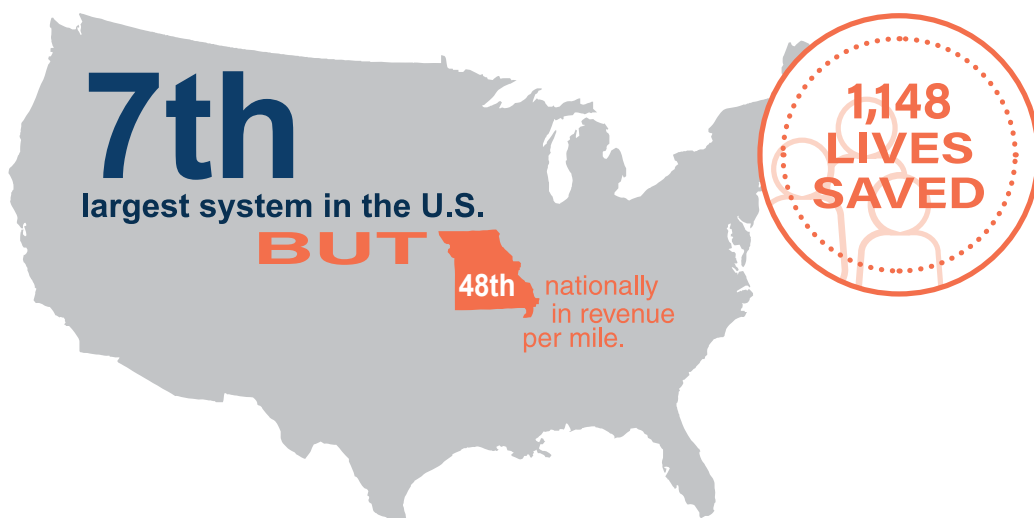 7th
largest system in the U.S.
BUT
48th
nationally
in revenue
per mile.
1,148
LIVES
SAVED